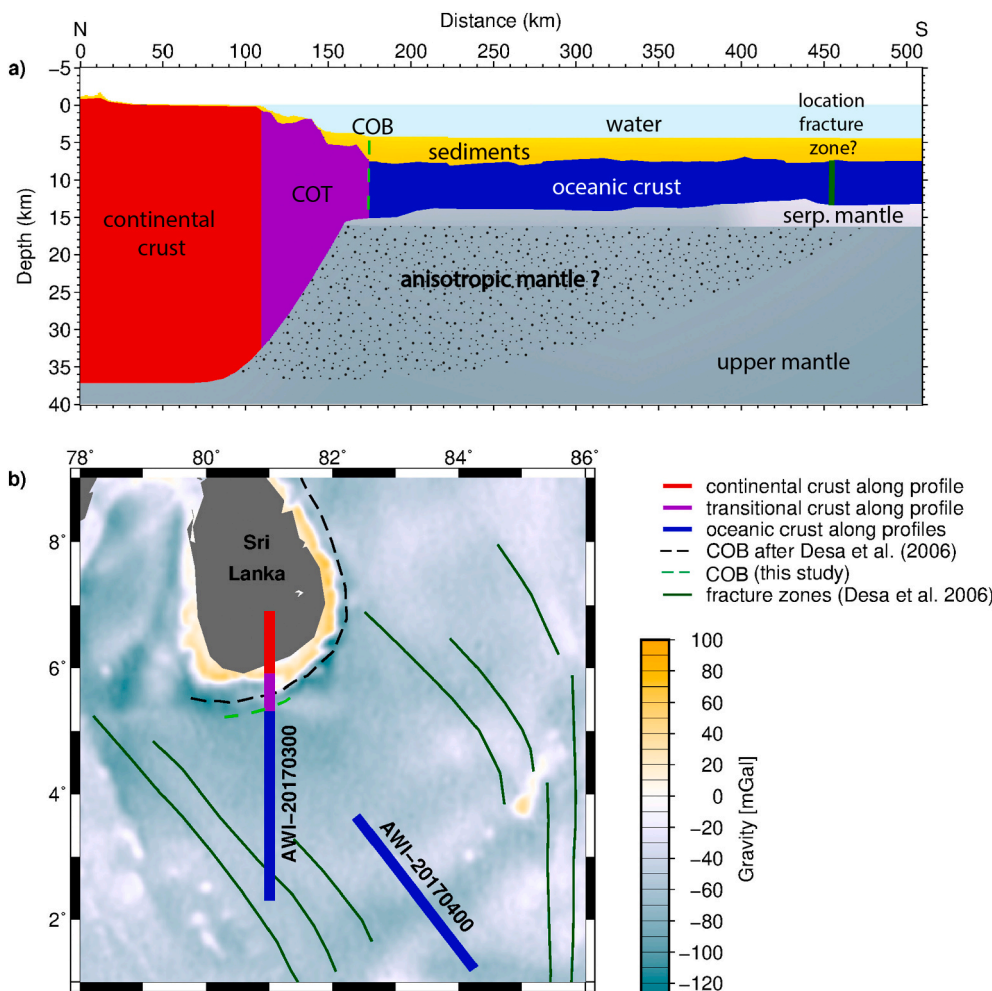 Distance (km)
N
S
0 50 100 150 200 250 300 350 400 450 500
a)
−5
0
5
10
15
20
25
30
35
40
Depth (km)
COB
water
location
fracture
zone?
sediments
COT
oceanic crust
continental
crust
serp. mantle
anisotropic mantle ?
upper mantle
b)
78° 80° 82° 84° 86°
8°
6°
4°
2°
Sri
Lanka
AWI−20170300
AWI−20170400
continental crust along profile
transitional crust along profile
oceanic crust along profiles
COB after Desa et al. (2006)
COB (this study)
fracture zones (Desa et al. 2006)
100
80
60
40
20
0
−20
−40
−60
−80
−100
−120
Gravity [mGal]